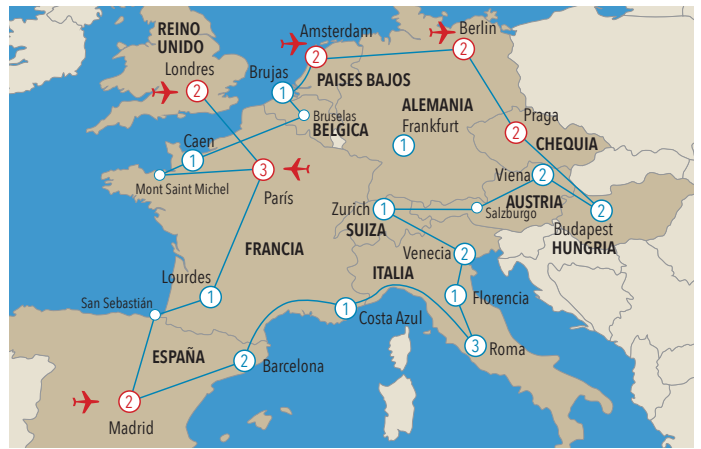 REINO
UNIDO
Londres
2
Amsterdam
2
Berlin
2
Brujas
1
PAISES BAJOS
ALEMANIA
Frankfurt
1
Bruselas
BELGICA
Praga
2
CHEQUIA
Caen
1
Mont Saint Michel
3
París
Viena
2
AUSTRIA
Salzburgo
Zurich
1
SUIZA
2
Budapest
HUNGRIA
FRANCIA
Venecia
2
ITALIA
Lourdes
1
San Sebastián
1
Costa Azul
1
Florencia
3
Roma
ESPAÑA
2
Barcelona
2
Madrid